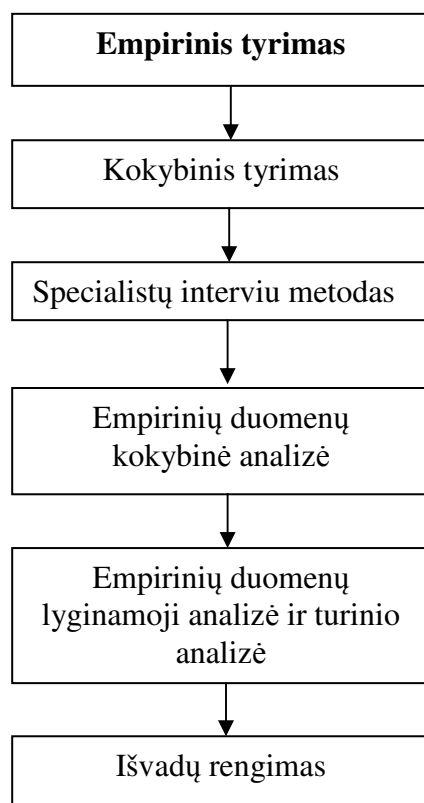 Empirinis tyrimas
Kokybinis tyrimas
Specialistų interviu metodas
Empirinių duomenų
kokybinė analizė
Empirinių duomenų
lyginamoji analizė ir turinio
analizė
Išvadų rengimas